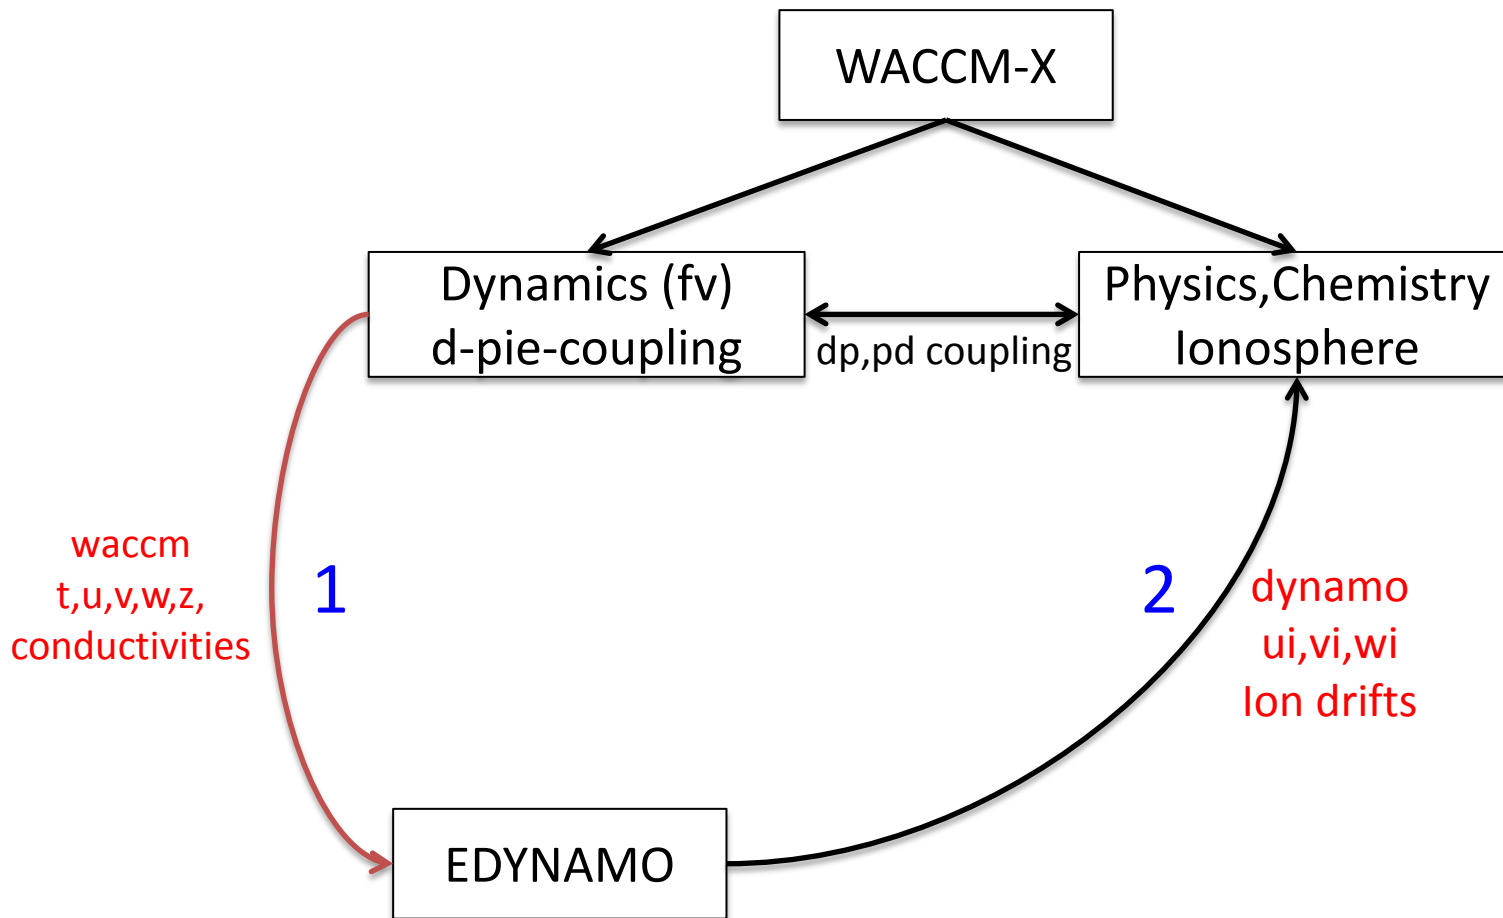 WACCM-X
Dynamics (fv)
d-pie-coupling
dp,pd coupling
Physics,Chemistry
Ionosphere
waccm
t,u,v,w,z,
conductivities
1
2
dynamo
ui,vi,wi
Ion drifts
EDYNAMO